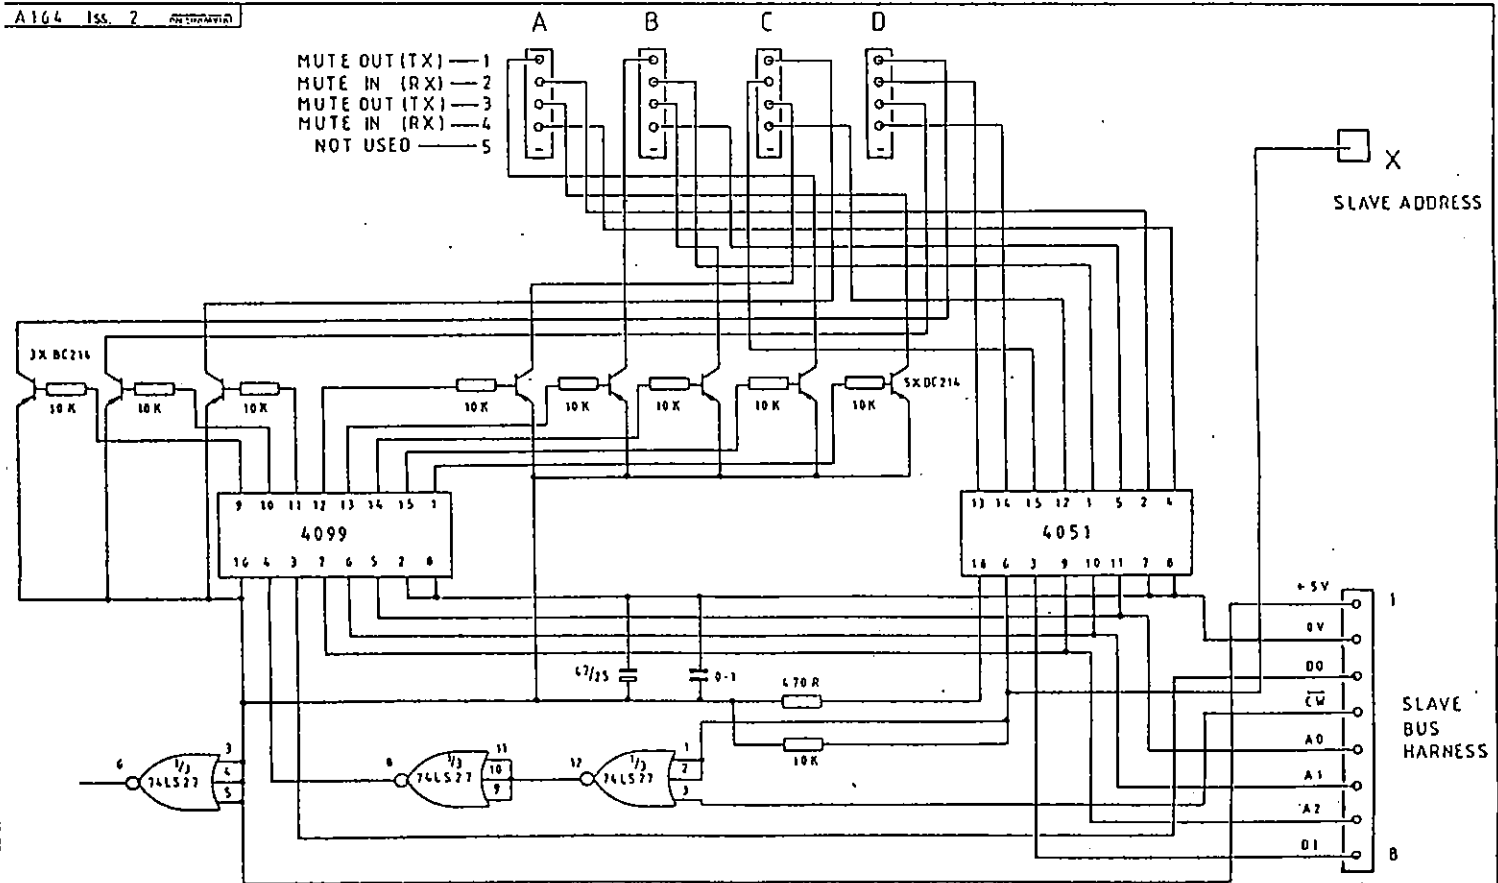 A164 Iss. 2
A B C D
MUTE OUT (TX) 1
MUTE IN (RX) 2
MUTE OUT (TX) 3
MUTE IN (RX) 4
NOT USED 5
X
SLAVE ADDRESS
3X BC214
10K
10K
10K
10K
10K
10K
10K
10K
5X BC214
9 10 11 12 13 14 15 1
4099
16 4 3 7 6 5 2 8
13 14 15 12 1 5 2 4
4051
16 6 3 9 10 11 7 8
+5V 1
0V
D0
CW
A0
A1
A2
D1 8
SLAVE
BUS
HARNESS
47/25
0-1
470R
10K
6 1/3 74LS27 3 4 5
8 1/3 74LS27 11 10 9
12 1/3 74LS27 1 2 3